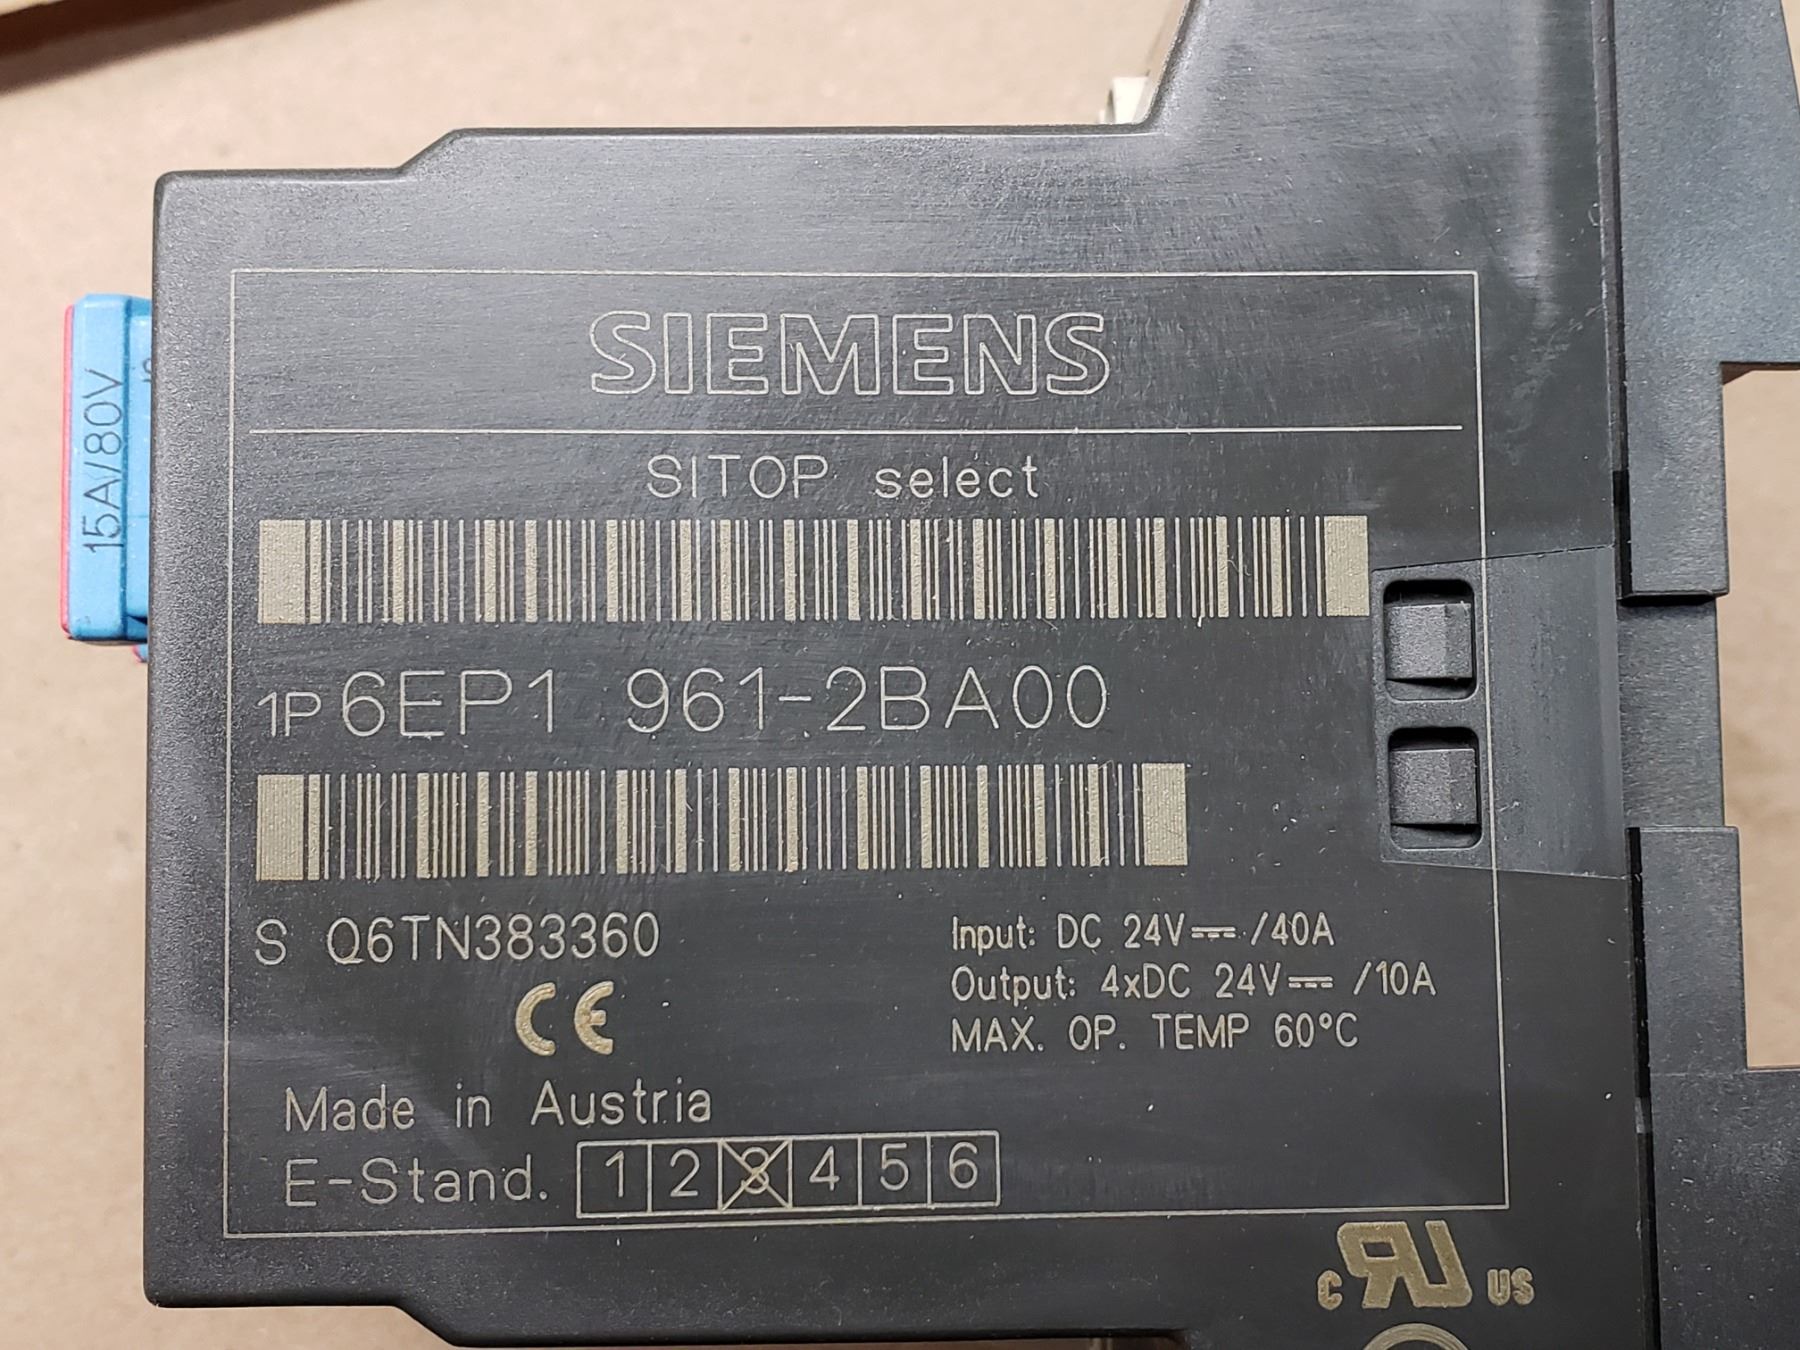 SIEMENS
SITOP select
1P 6EP1 961-2BA00
S Q6TN383360
Input: DC 24V⎓ /40A
Output: 4xDC 24V⎓ /10A
MAX. OP. TEMP 60°C
CE
Made in Austria
E-Stand. 1 2 3 4 5 6
c RU US
15A/80V